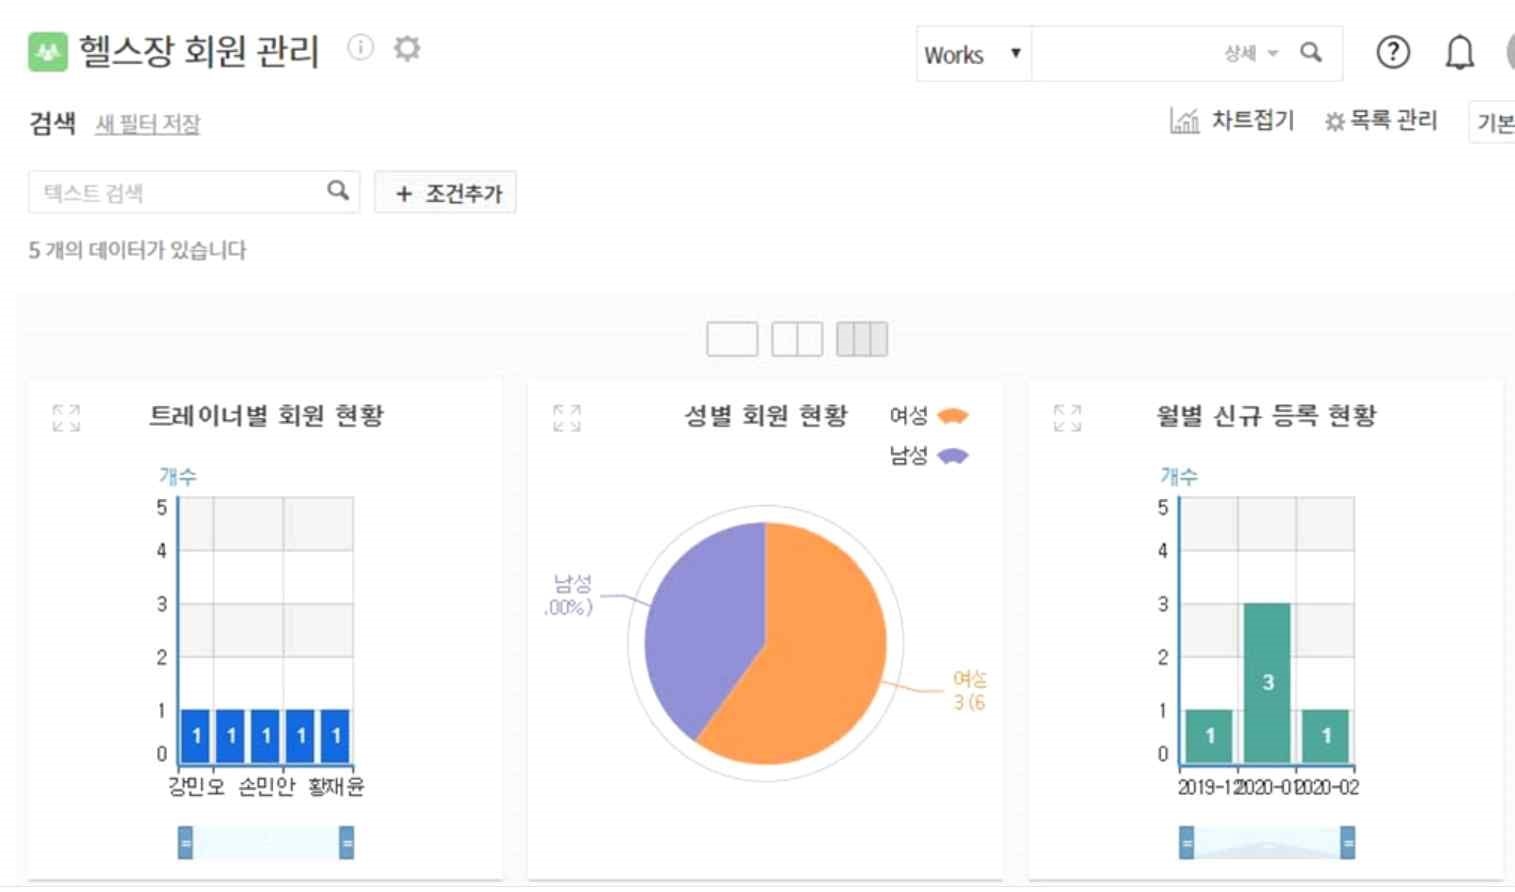 헬스장 회원 관리
Works 상세
검색 새 필터 저장
차트접기 목록 관리 기본
텍스트 검색 + 조건추가
5 개의 데이터가 있습니다
트레이너별 회원 현황
개수
5
4
3
2
1
0
1 1 1 1 1
강민오 손민안 황재윤
성별 회원 현황
여성
남성
남성
.00%)
여성
3 (6
월별 신규 등록 현황
개수
5
4
3
2
1
0
1 3 1
2020-02